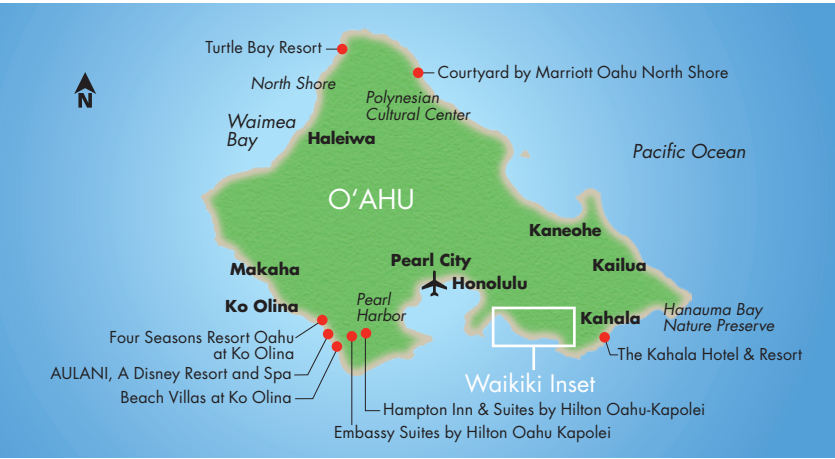 Turtle Bay Resort
Courtyard by Marriott Oahu North Shore
North Shore
N
Polynesian
Cultural Center
Waimea
Bay
Haleiwa
Pacific Ocean
O‘AHU
Kaneohe
Pearl City
Kailua
Makaha
Honolulu
Ko Olina
Pearl
Harbor
Kahala
Hanauma Bay
Nature Preserve
Four Seasons Resort Oahu
at Ko Olina
The Kahala Hotel & Resort
AULANI, A Disney Resort and Spa
Waikiki Inset
Beach Villas at Ko Olina
Hampton Inn & Suites by Hilton Oahu-Kapolei
Embassy Suites by Hilton Oahu Kapolei